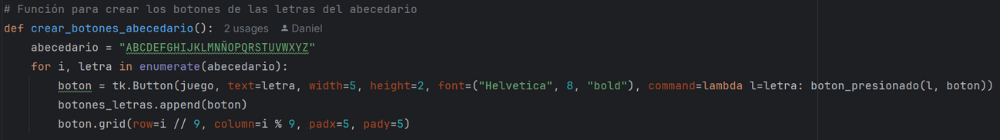 # Función para crear los botones de las letras del abecedario
def crear_botones_abecedario(): 2 usages Daniel
    abecedario = "ABCDEFGHIJKLMNÑOPQRSTUVWXYZ"
    for i, letra in enumerate(abecedario):
        boton = tk.Button(juego, text=letra, width=5, height=2, font=("Helvetica", 8, "bold"), command=lambda l=letra: boton_presionado(l, boton))
        botones_letras.append(boton)
        boton.grid(row=i // 9, column=i % 9, padx=5, pady=5)